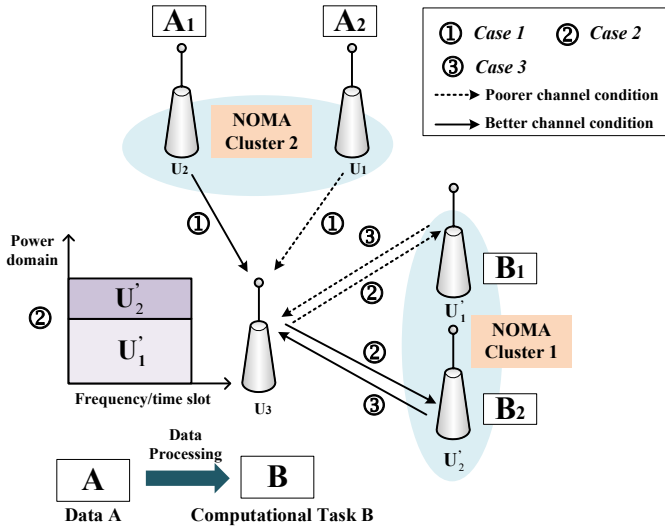 A1
A2
① Case 1
② Case 2
③ Case 3
Poorer channel condition
Better channel condition
NOMA
Cluster 2
U2
U1
①
①
③
②
②
③
Power
domain
②
U'2
U'1
Frequency/time slot
U3
B1
U'1
NOMA
Cluster 1
B2
U'2
Data
Processing
A
B
Data A
Computational Task B